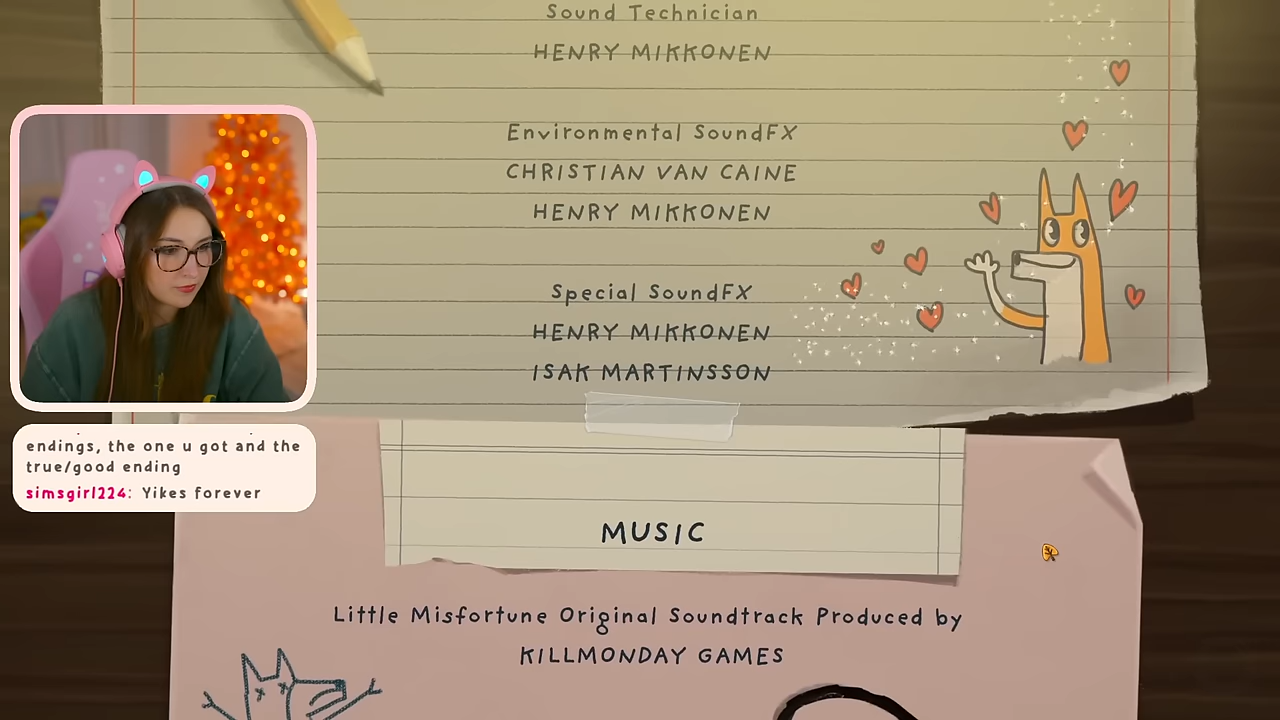 Sound Technician
HENRY MIKKONEN
Environmental SoundFX
CHRISTIAN VAN CAINE
HENRY MIKKONEN
Special SoundFX
HENRY MIKKONEN
ISAK MARTINSSON
MUSIC
Little Misfortune Original Soundtrack Produced by
KILLMONDAY GAMES
endings, the one u got and the
true/good ending
simsgirl224: Yikes forever